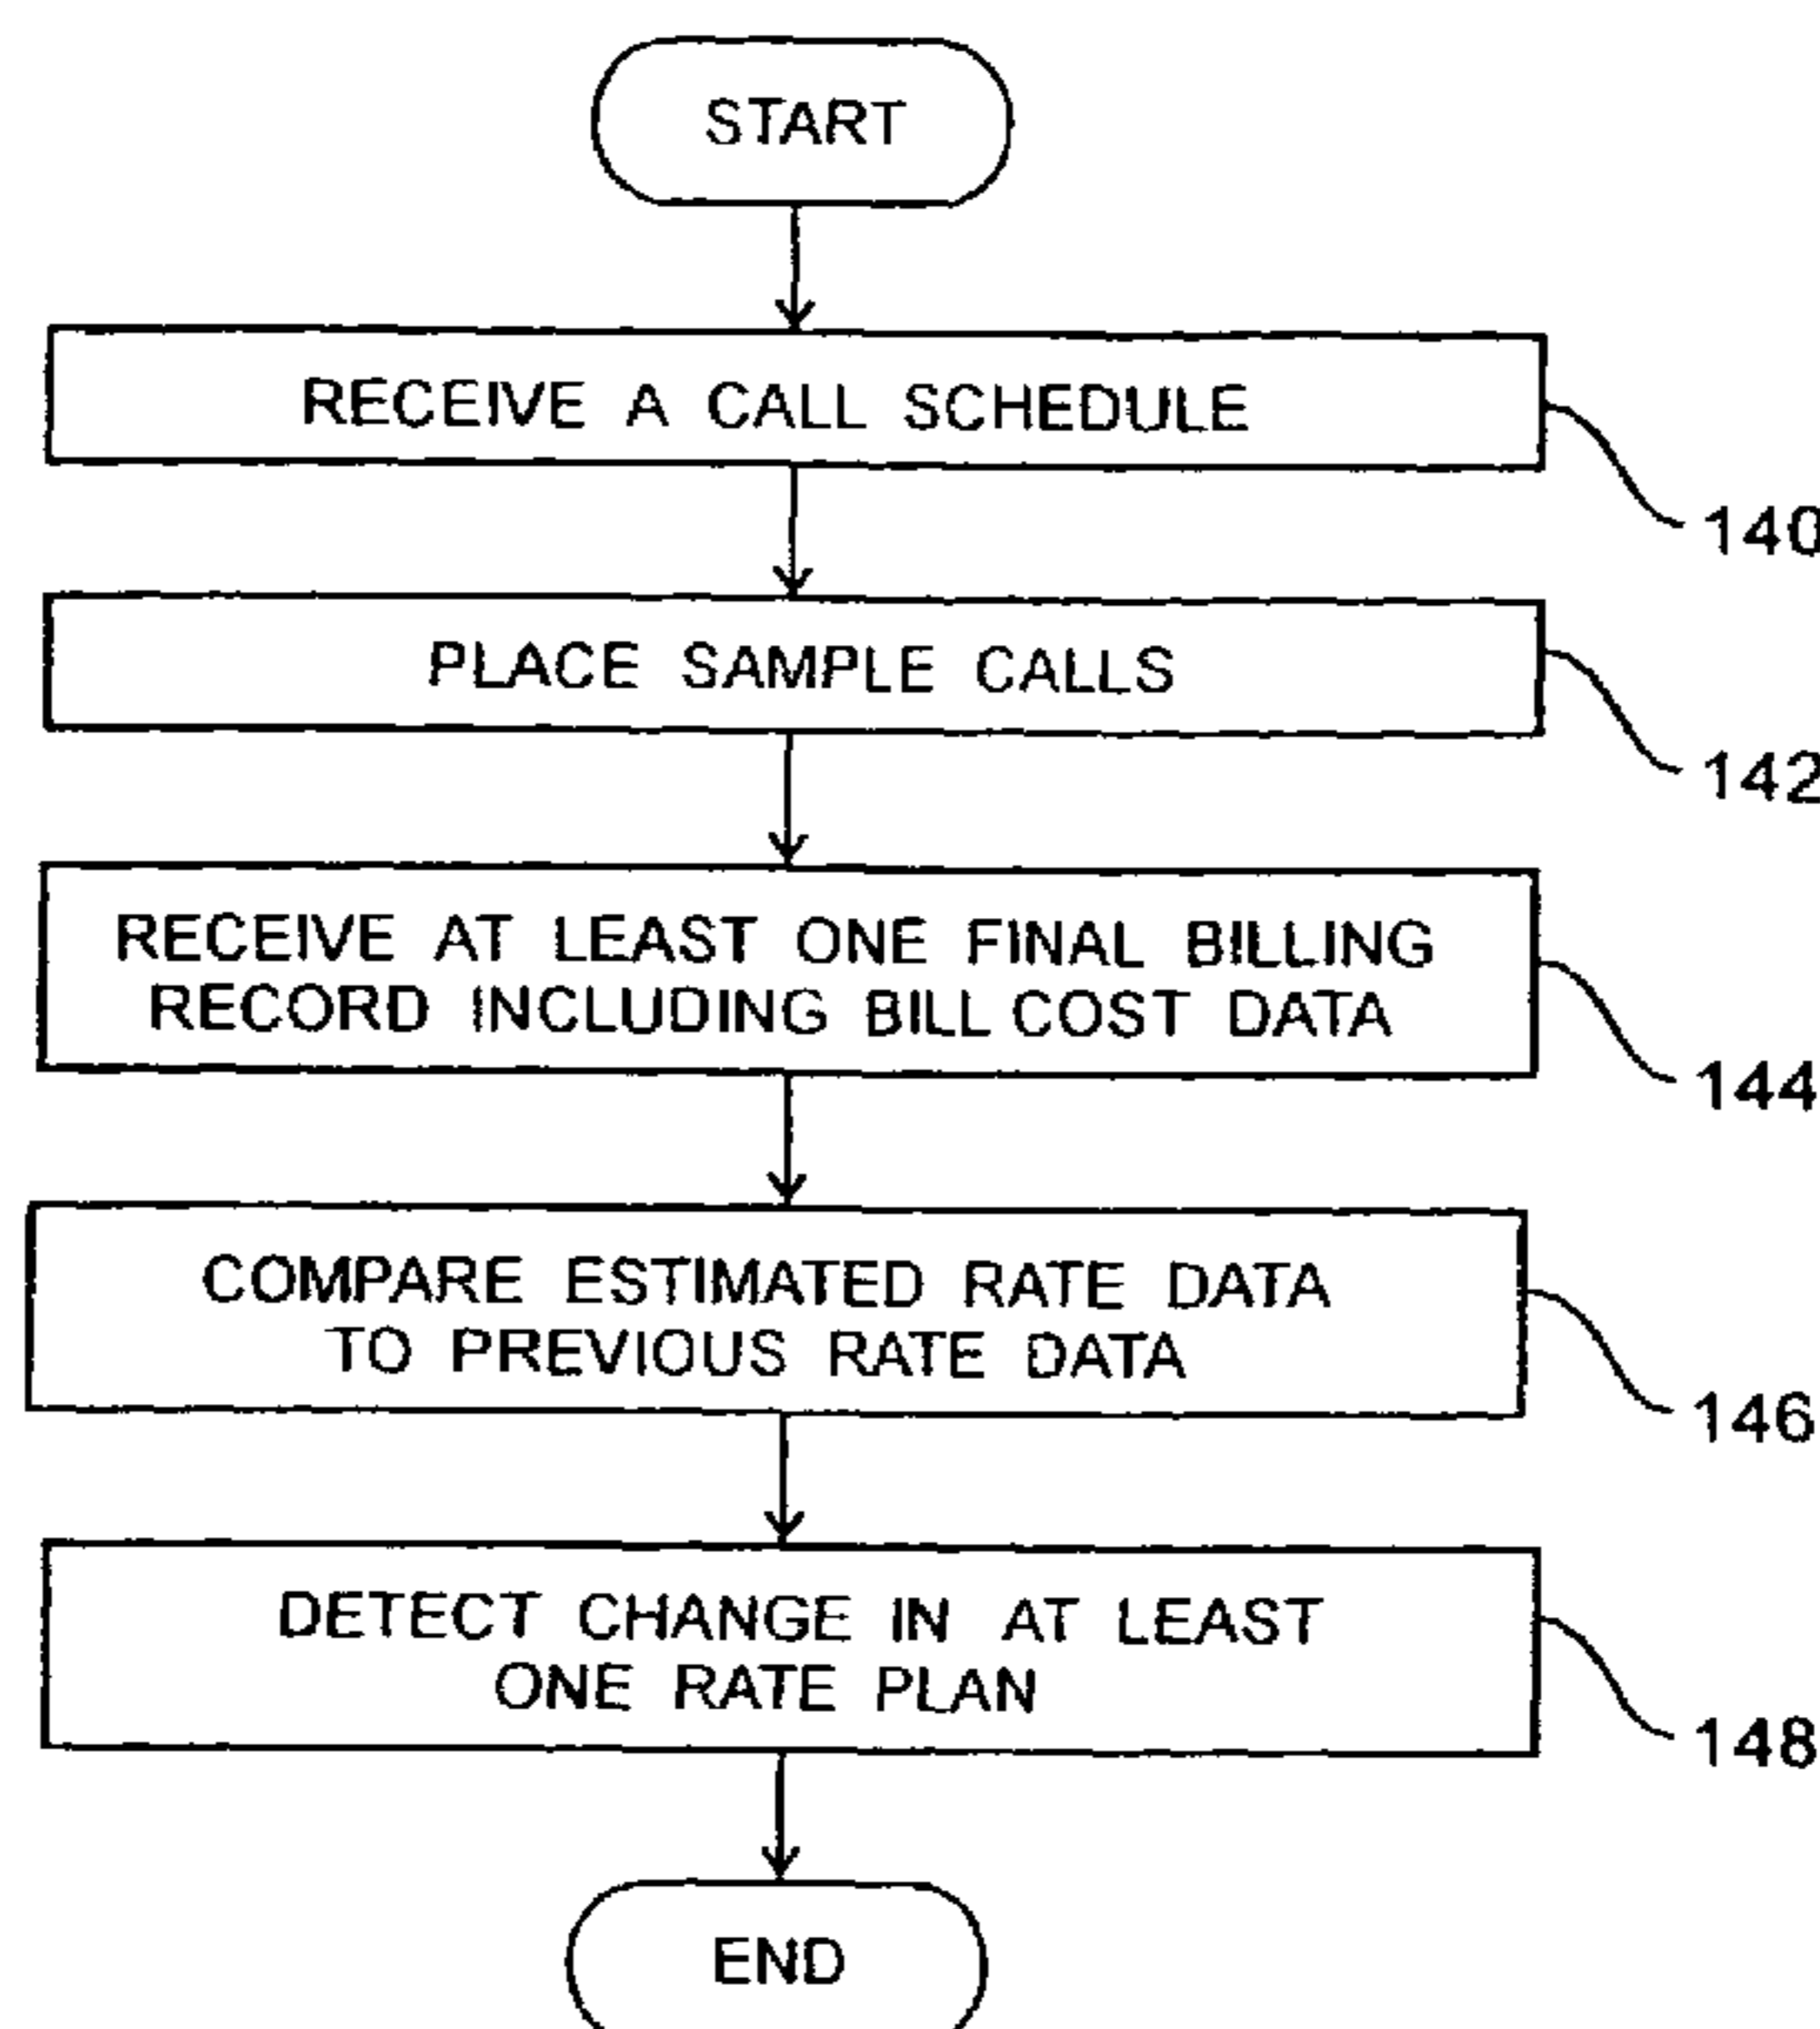 START
RECEIVE A CALL SCHEDULE
140
PLACE SAMPLE CALLS
142
RECEIVE AT LEAST ONE FINAL BILLING
RECORD INCLUDING BILL COST DATA
144
COMPARE ESTIMATED RATE DATA
TO PREVIOUS RATE DATA
146
DETECT CHANGE IN AT LEAST
ONE RATE PLAN
148
END